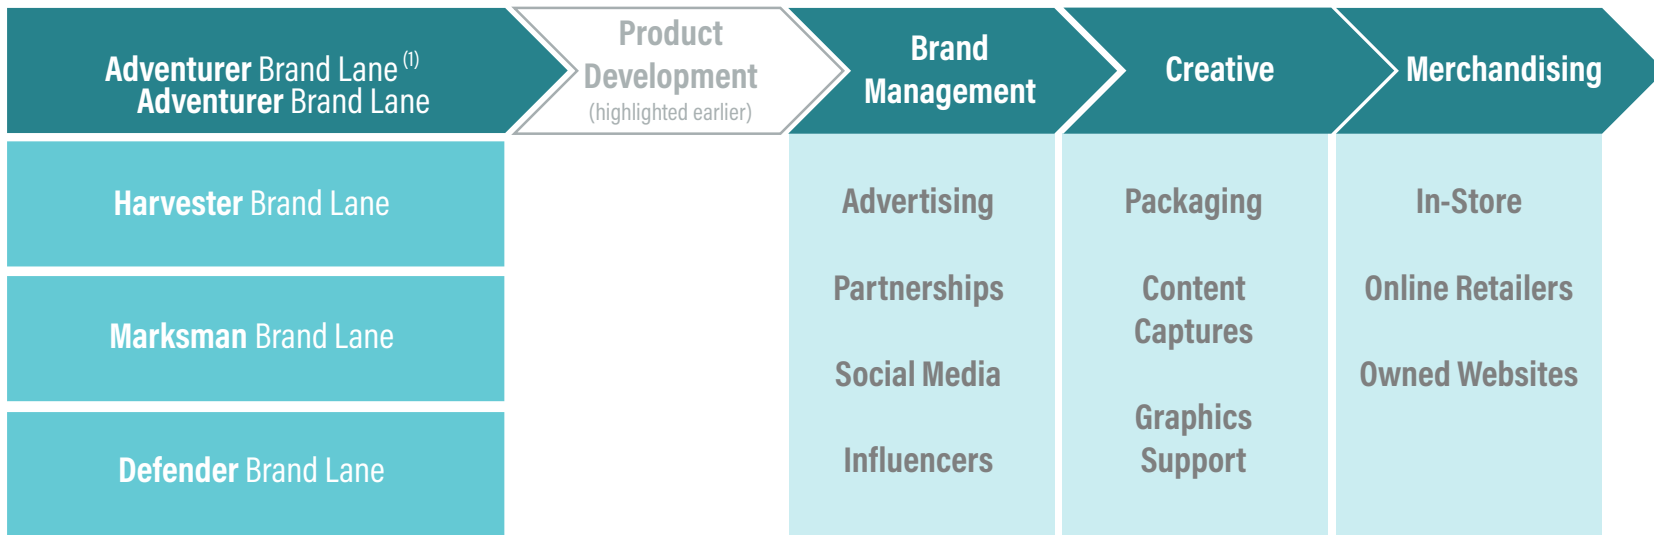 Adventurer Brand Lane (1)
Adventurer Brand Lane
Product
Development
(highlighted earlier)
Brand
Management
Creative
Merchandising
Harvester Brand Lane
Marksman Brand Lane
Defender Brand Lane
Advertising
Partnerships
Social Media
Influencers
Packaging
Content
Captures
Graphics
Support
In-Store
Online Retailers
Owned Websites